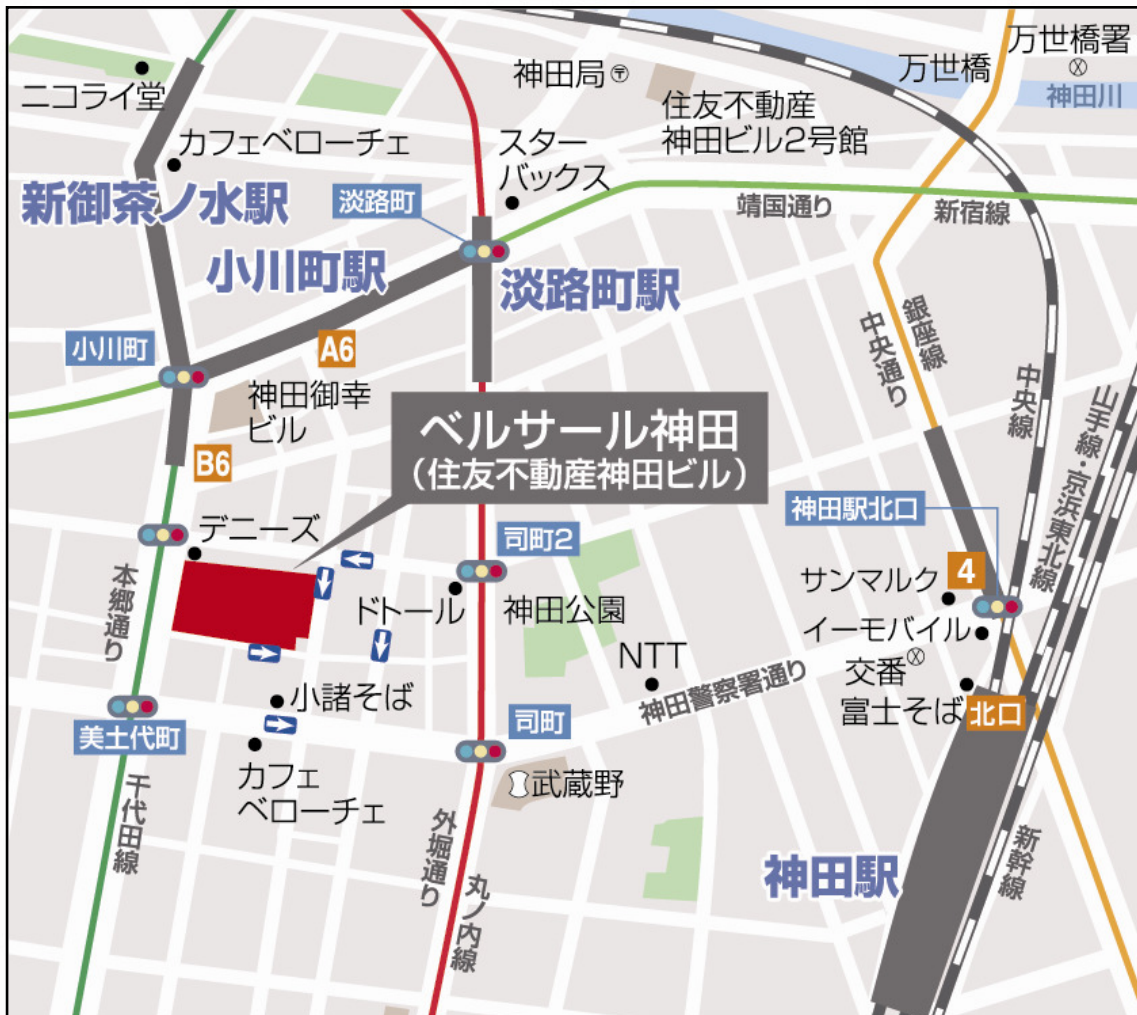 万世橋署
万世橋
神田川
神田局
ニコライ堂
住友不動産
神田ビル2号館
カフェベローチェ
スター
バックス
新御茶ノ水駅
淡路町
靖国通り
新宿線
小川町駅
淡路町駅
銀座線
中央通り
小川町
A6
中央線
神田御幸
ビル
山手線・京浜東北線
ベルサール神田
(住友不動産神田ビル)
B6
神田駅北口
デニーズ
司町2
4
サンマルク
本郷通り
ドトール
神田公園
イーモバイル
NTT
交番
神田警察署通り
小諸そば
富士そば
北口
美土代町
司町
カフェ
ベローチェ
武蔵野
千代田線
外堀通り
丸ノ内線
新幹線
神田駅